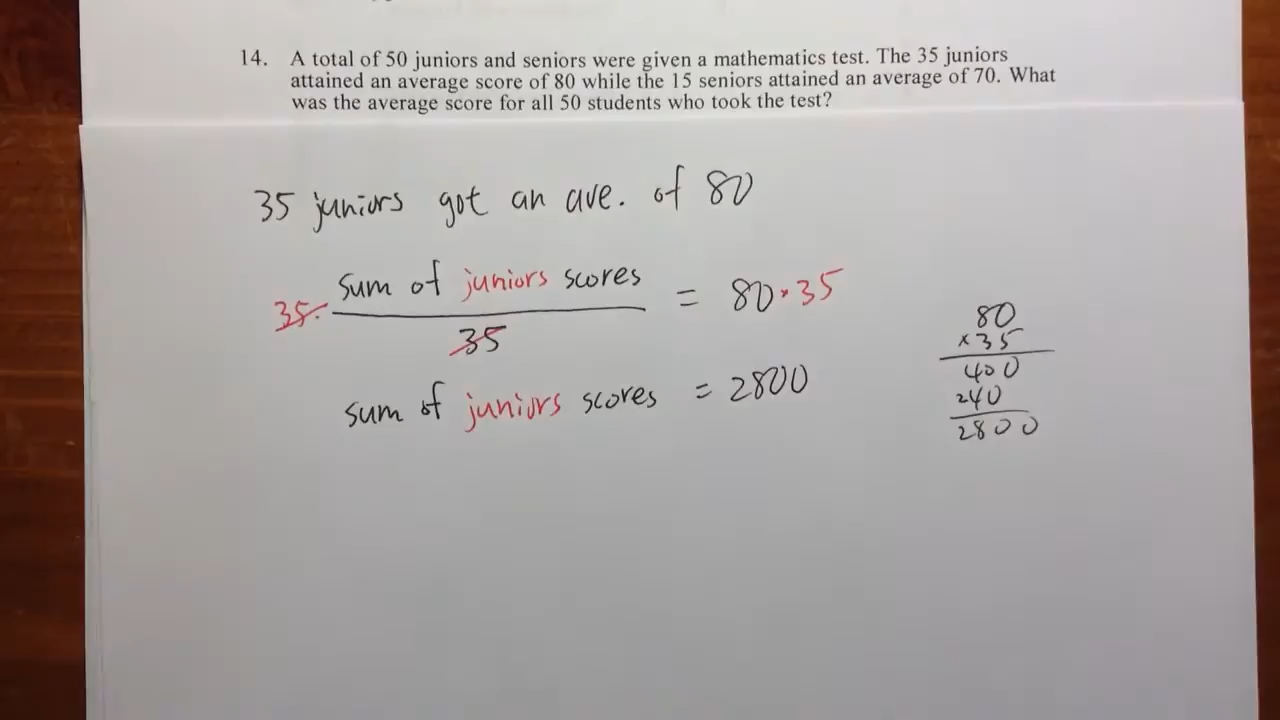 14. A total of 50 juniors and seniors were given a mathematics test. The 35 juniors
attained an average score of 80 while the 15 seniors attained an average of 70. What
was the average score for all 50 students who took the test?
35 juniors got an ave. of 80
35· sum of juniors scores / 35 = 80·35
sum of juniors scores = 2800
80
×35
400
240
2800